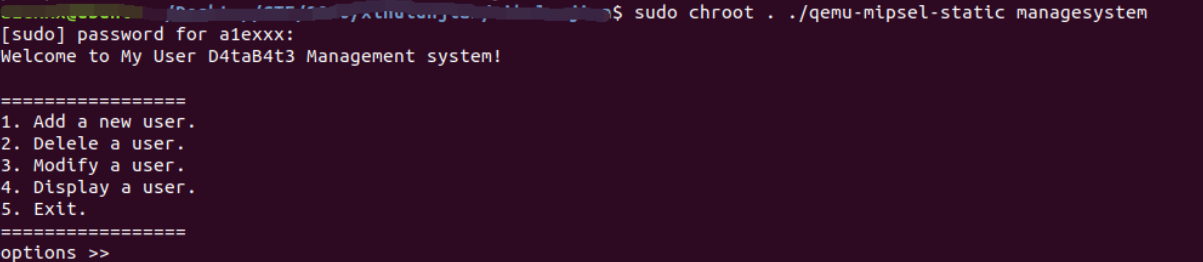 $ sudo chroot . ./qemu-mipsel-static managesystem
[sudo] password for a1exxx:
Welcome to My User D4taB4t3 Management system!
=================
1. Add a new user.
2. Delele a user.
3. Modify a user.
4. Display a user.
5. Exit.
=================
options >>